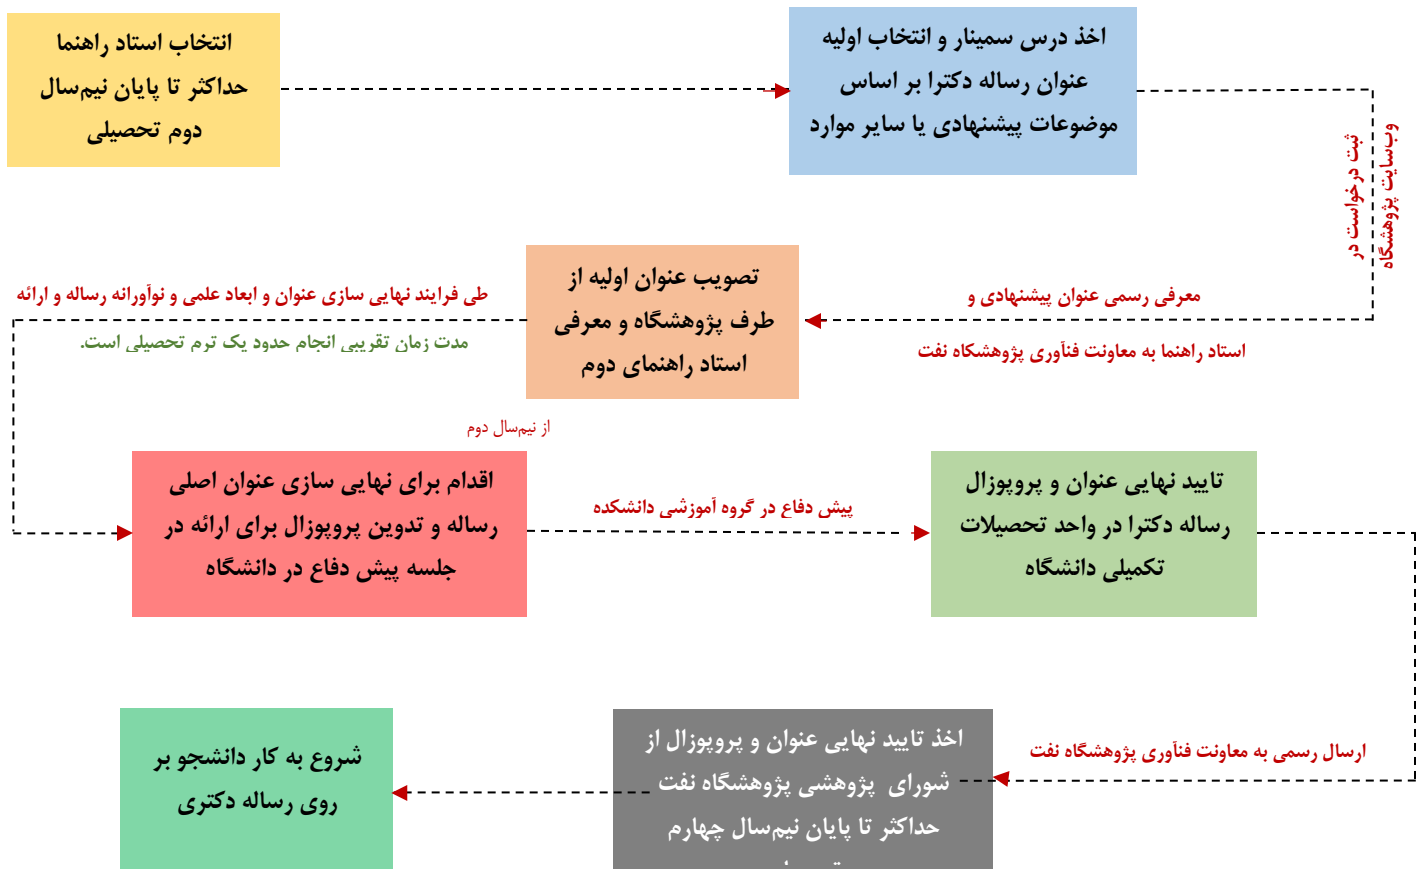 انتخاب استاد راهنما
حداکثر تا پایان نیم‌سال
دوم تحصیلی
اخذ درس سمینار و انتخاب اولیه
عنوان رساله دکترا بر اساس
موضوعات پیشنهادی یا سایر موارد
ثبت درخواست در
وب‌سایت پژوهشگاه
معرفی رسمی عنوان پیشنهادی و
استاد راهنما به معاونت فنآوری پژوهشگاه نفت
تصویب عنوان اولیه از
طرف پژوهشگاه و معرفی
استاد راهنمای دوم
طی فرایند نهایی سازی عنوان و ابعاد علمی و نوآورانه رساله و ارائه
مدت زمان تقریبی انجام حدود یک ترم تحصیلی است.
از نیم‌سال دوم
اقدام برای نهایی سازی عنوان اصلی
رساله و تدوین پروپوزال برای ارائه در
جلسه پیش دفاع در دانشگاه
پیش دفاع در گروه آموزشی دانشکده
تایید نهایی عنوان و پروپوزال
رساله دکترا در واحد تحصیلات
تکمیلی دانشگاه
ارسال رسمی به معاونت فنآوری پژوهشگاه نفت
اخذ تایید نهایی عنوان و پروپوزال از
شورای پژوهشی پژوهشگاه نفت
حداکثر تا پایان نیم‌سال چهارم
شروع به کار دانشجو بر
روی رساله دکتری